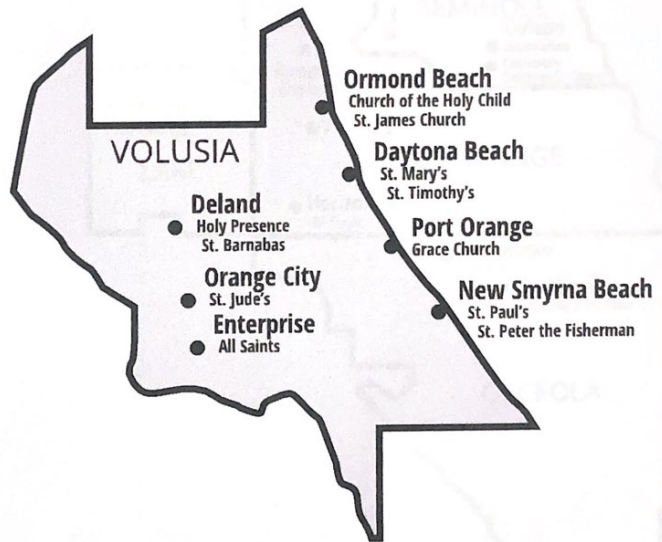 Ormond Beach
Church of the Holy Child
St. James Church
VOLUSIA
Daytona Beach
St. Mary's
St. Timothy's
Deland
Holy Presence
St. Barnabas
Port Orange
Grace Church
Orange City
St. Jude's
New Smyrna Beach
St. Paul's
St. Peter the Fisherman
Enterprise
All Saints